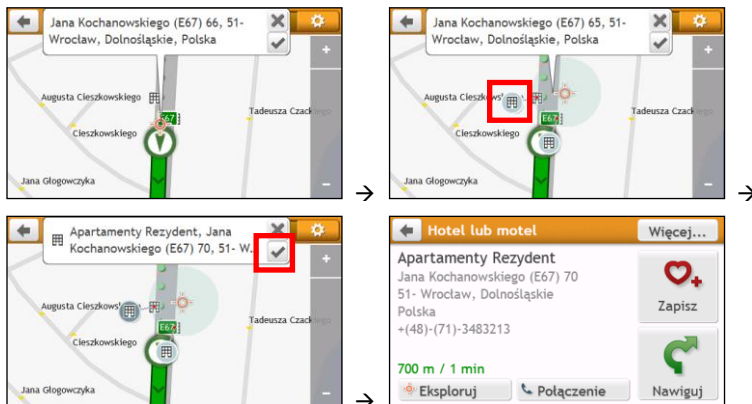 Jana Kochanowskiego (E67) 66, 51-
Wrocław, Dolnośląskie, Polska
+
Augusta Cieszkowskiego
E67
Tadeusza Czackiego
Cieszkowskiego
Jana Głogowczyka
-
→
Jana Kochanowskiego (E67) 65, 51-
Wrocław, Dolnośląskie, Polska
+
Augusta Cieszkows'
E67
Tadeusza Czackiego
Cieszkowskiego
Jana Głogowczyka
-
→
Apartamenty Rezydent, Jana
Kochanowskiego (E67) 70, 51- W.
+
Augusta Cieszkows'
E67
Tadeusza Czackiego
Cieszkowskiego
Jana Głogowczyka
-
→
Hotel lub motel
Więcej...
Apartamenty Rezydent
Jana Kochanowskiego (E67) 70
51- Wrocław, Dolnośląskie
Polska
+(48)-(71)-3483213
Zapisz
700 m / 1 min
Eksploruj
Połączenie
Nawiguj